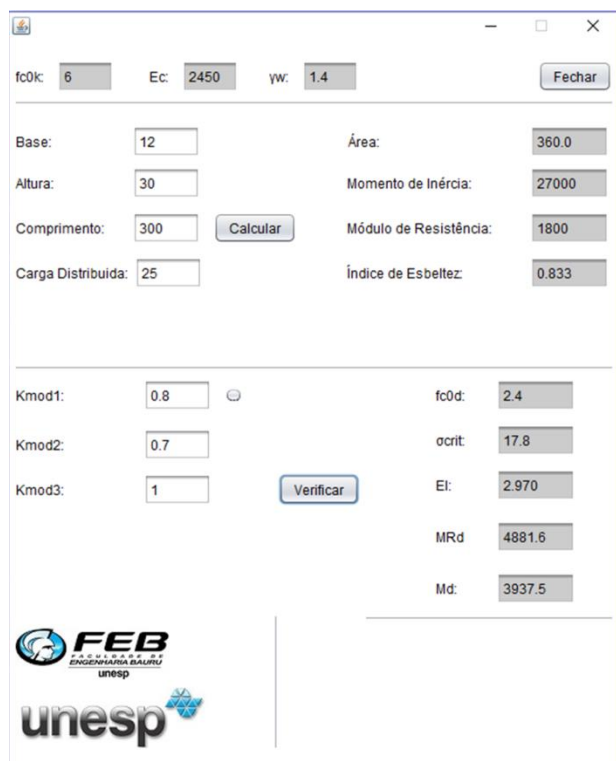 fc0k: 6 Ec: 2450 γw: 1.4 Fechar
Base: 12 Área: 360.0
Altura: 30 Momento de Inércia: 27000
Comprimento: 300 Calcular Módulo de Resistência: 1800
Carga Distribuida: 25 Índice de Esbeltez: 0.833
Kmod1: 0.8 fc0d: 2.4
Kmod2: 0.7 σcrit: 17.8
Kmod3: 1 Verificar EI: 2.970
MRd 4881.6
Md: 3937.5
FEB
FACULDADE DE
ENGENHARIA BAURU
unesp
unesp